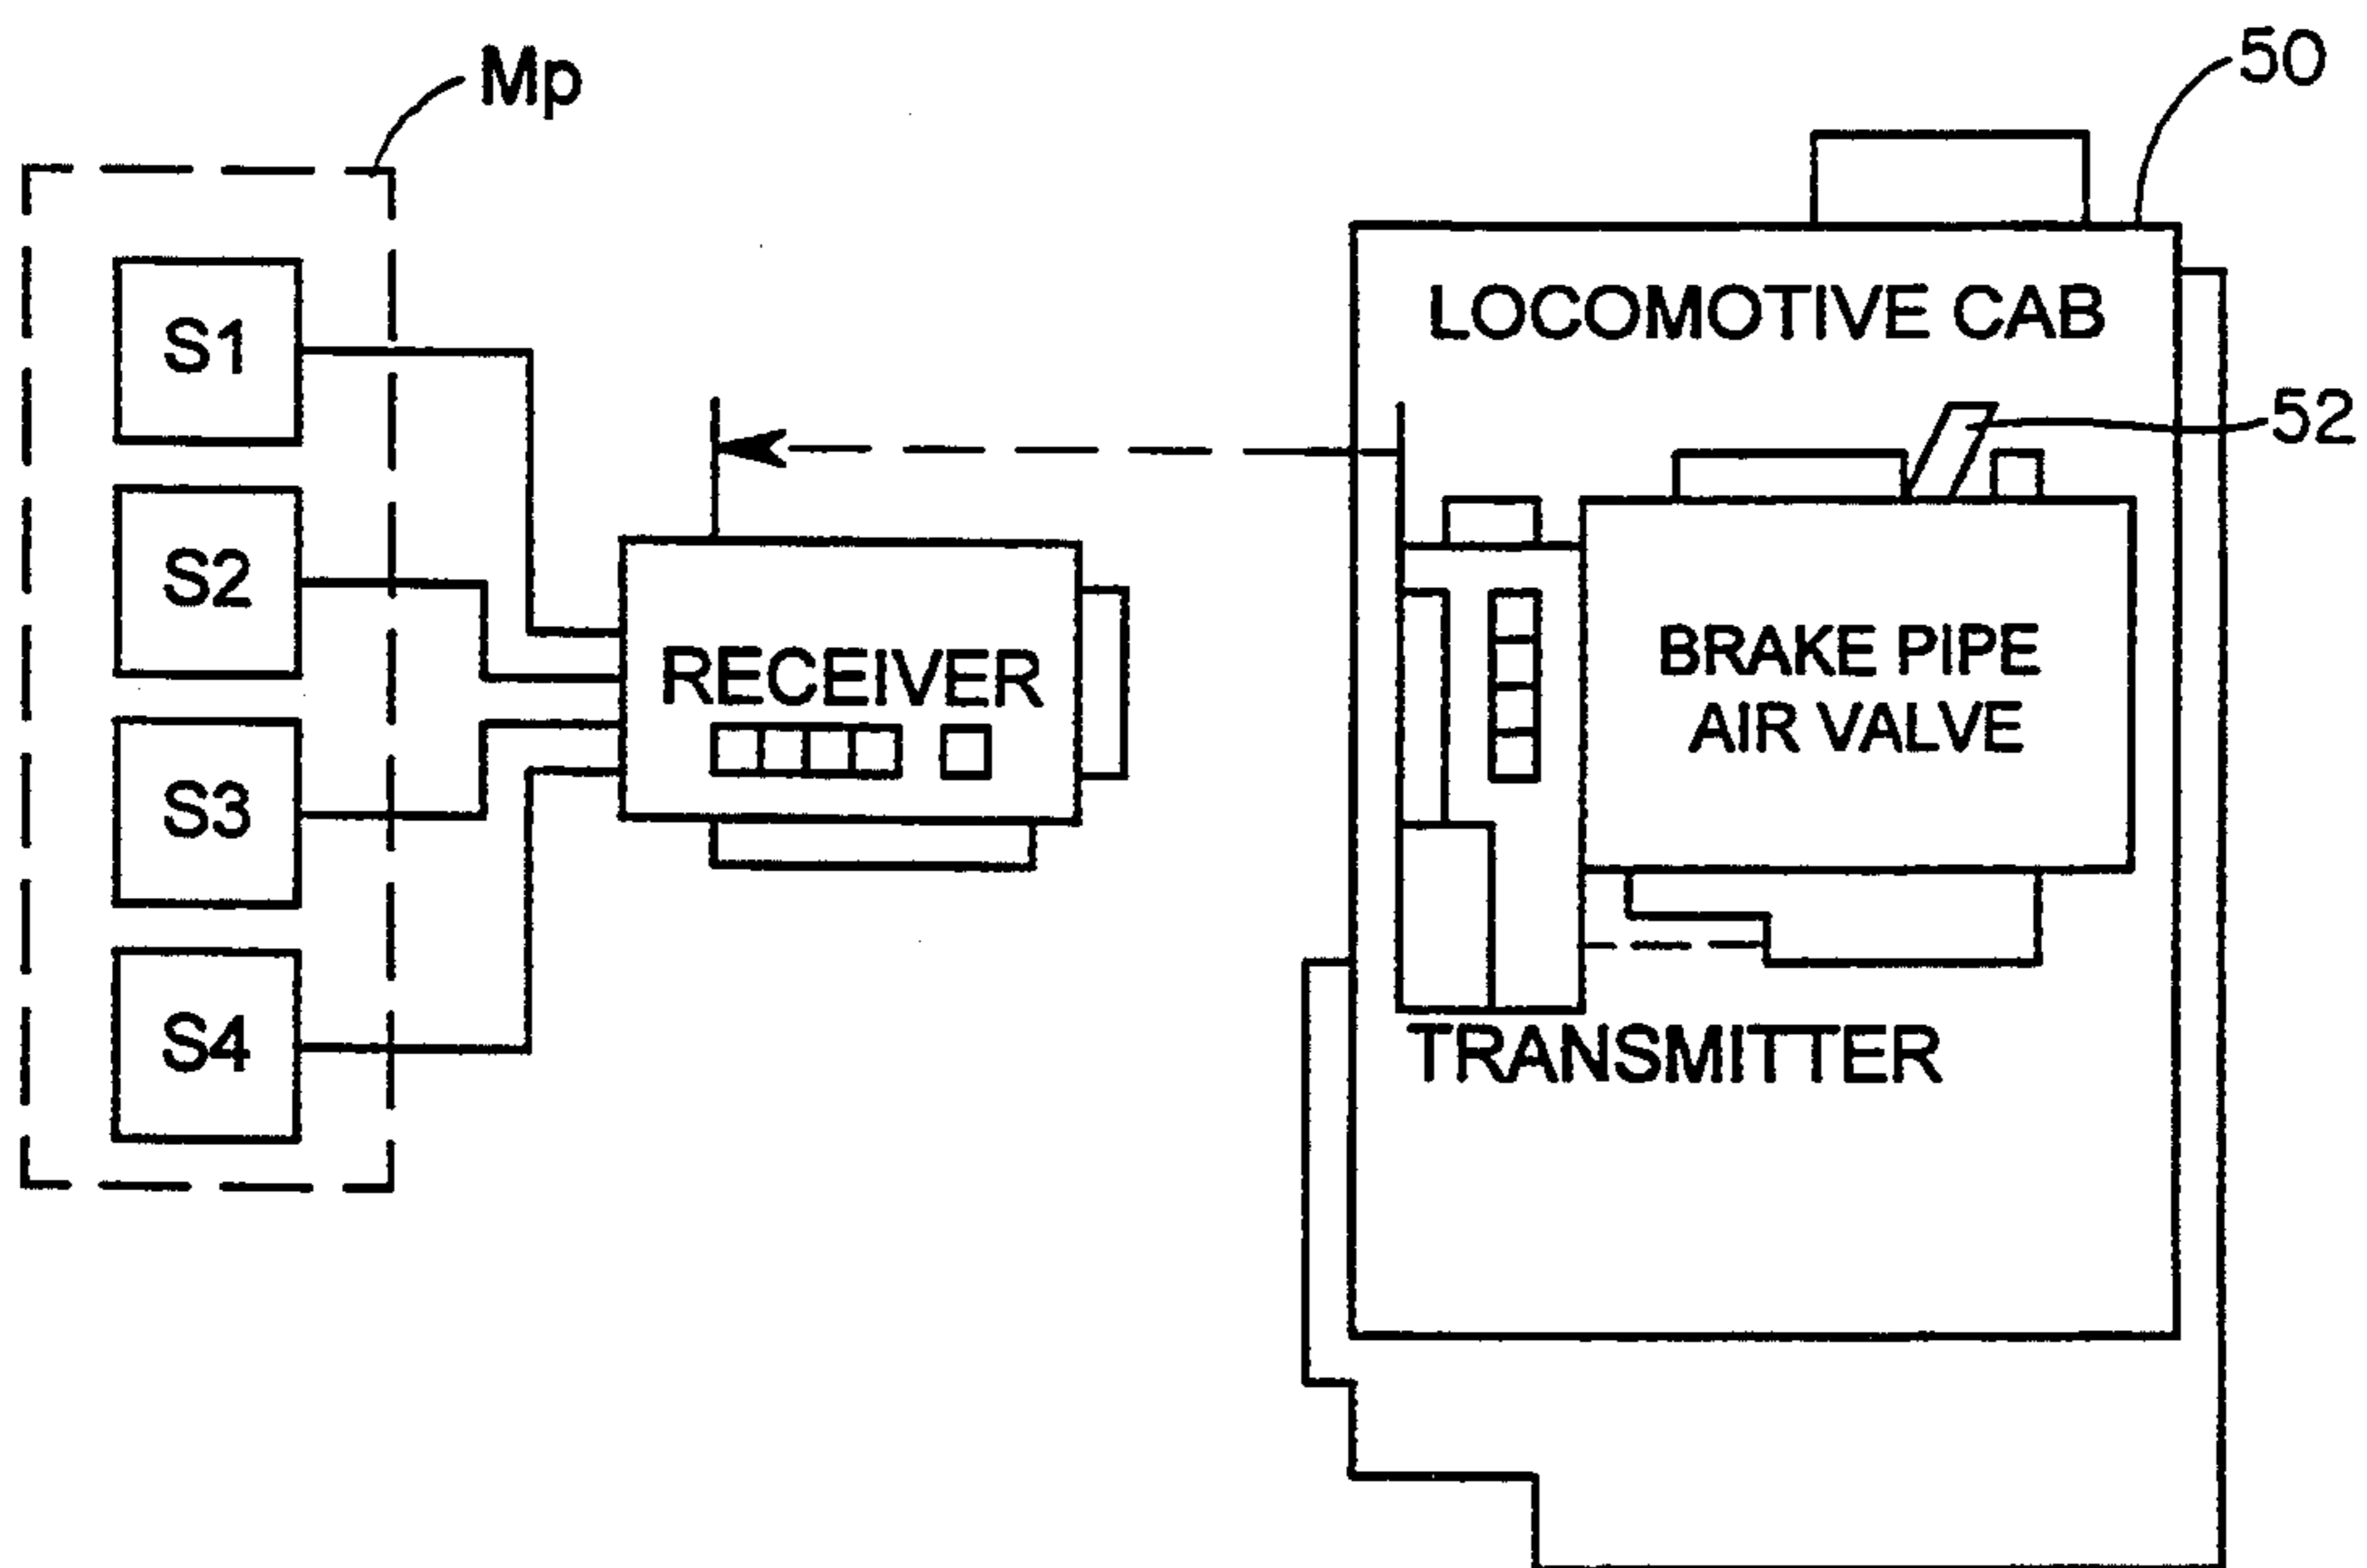 Mp
50
S1
LOCOMOTIVE CAB
52
S2
RECEIVER
BRAKE PIPE
AIR VALVE
S3
S4
TRANSMITTER